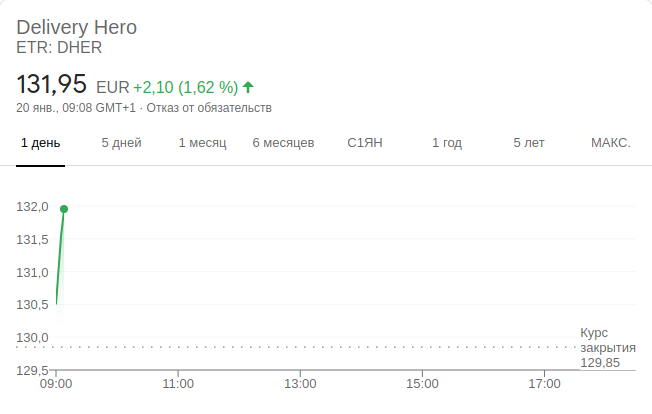 Delivery Hero
ETR: DHER
131,95 EUR +2,10 (1,62 %)
20 янв., 09:08 GMT+1 · Отказ от обязательств
1 день 5 дней 1 месяц 6 месяцев С1ЯН 1 год 5 лет МАКС.
132,0
131,5
131,0
130,5
130,0
129,5
Курс
закрытия
129,85
09:00 11:00 13:00 15:00 17:00